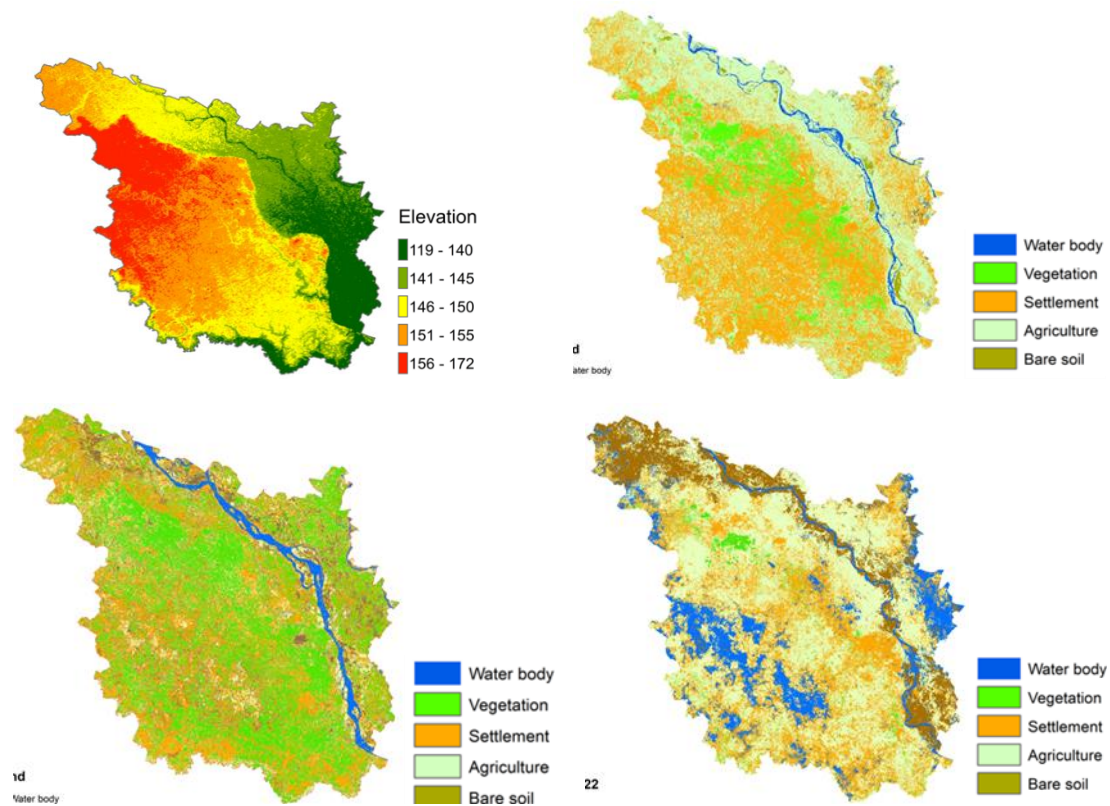 Elevation
119 - 140
141 - 145
146 - 150
151 - 155
156 - 172
Water body
Vegetation
Settlement
Agriculture
Bare soil
d
ater body
Water body
Vegetation
Settlement
Agriculture
Bare soil
nd
Water body
Water body
Vegetation
Settlement
Agriculture
Bare soil
22